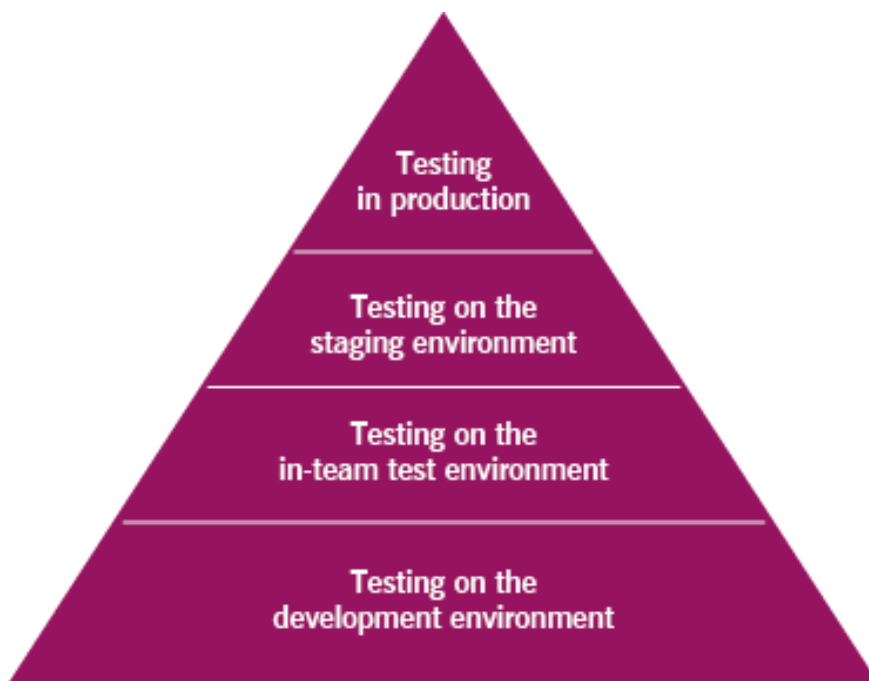 Testing
in production
Testing on the
staging environment
Testing on the
in-team test environment
Testing on the
development environment